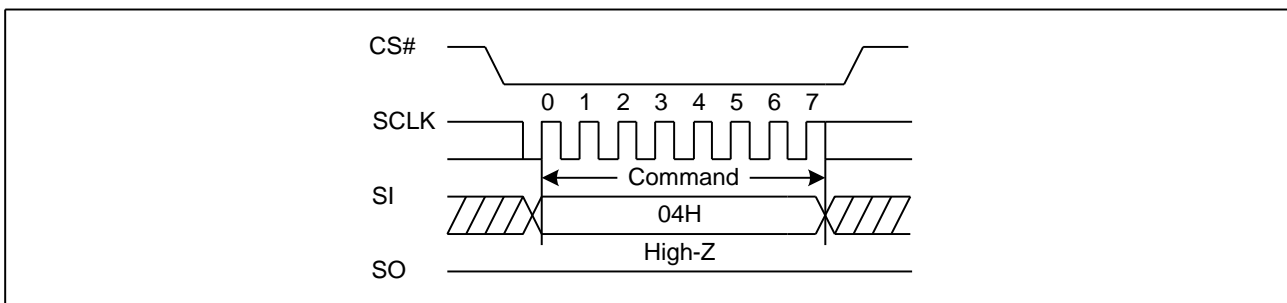 CS#
0 1 2 3 4 5 6 7
SCLK
Command
SI
04H
High-Z
SO